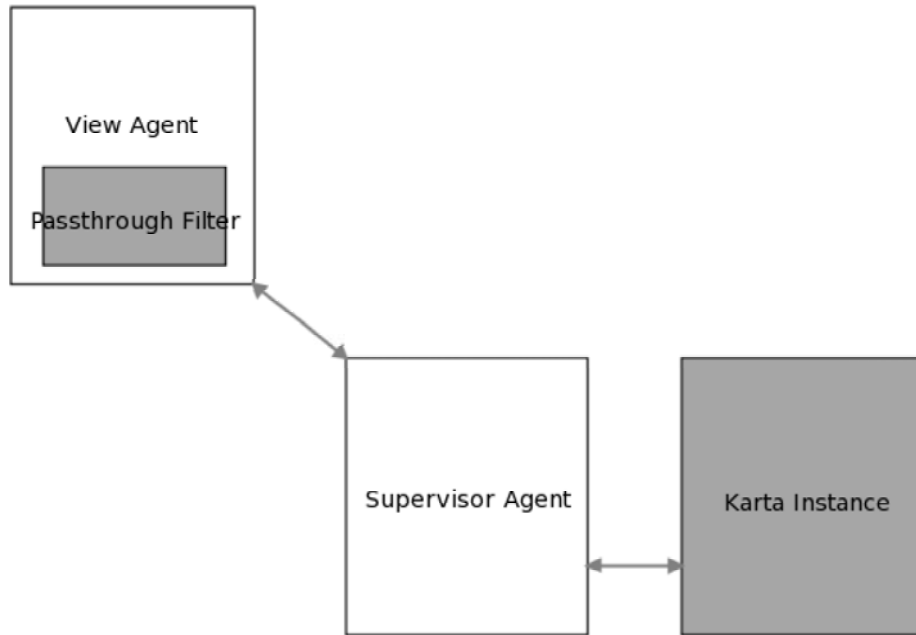 View Agent
Passthrough Filter
Supervisor Agent
Karta Instance